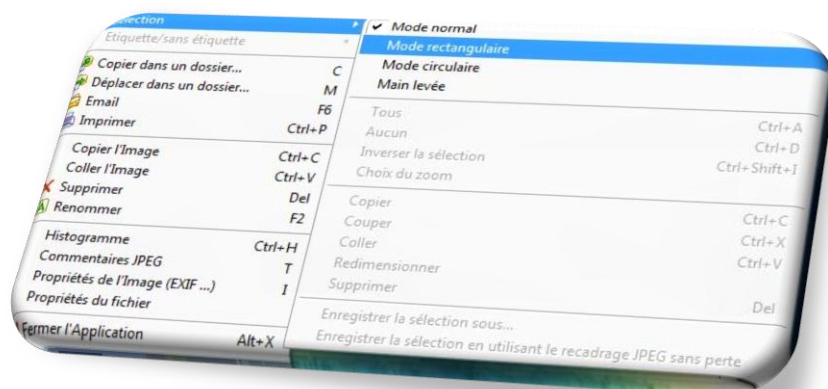 Sélection
Etiquette/sans étiquette
Copier dans un dossier... C
Déplacer dans un dossier... M
Email F6
Imprimer Ctrl+P
Copier l'Image Ctrl+C
Coller l'Image Ctrl+V
Supprimer Del
Renommer F2
Histogramme Ctrl+H
Commentaires JPEG T
Propriétés de l'Image (EXIF ...) I
Propriétés du fichier
Fermer l'Application Alt+X
✔ Mode normal
Mode rectangulaire
Mode circulaire
Main levée
Tous Ctrl+A
Aucun Ctrl+D
Inverser la sélection Ctrl+Shift+I
Choix du zoom
Copier Ctrl+C
Couper Ctrl+X
Coller Ctrl+V
Redimensionner
Supprimer Del
Enregistrer la sélection sous...
Enregistrer la sélection en utilisant le recadrage JPEG sans perte